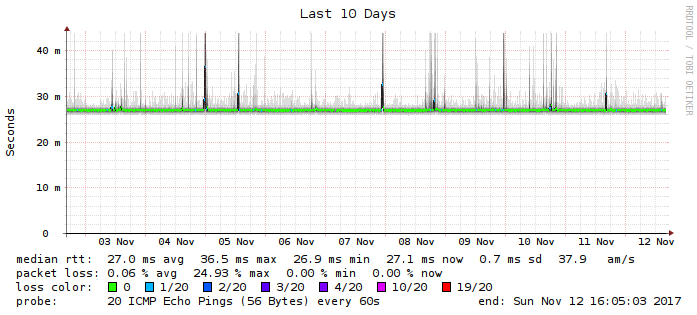 Last 10 Days
RRDTOOL / TOBI OETIKER
Seconds
40 m
30 m
20 m
10 m
0
03 Nov 04 Nov 05 Nov 06 Nov 07 Nov 08 Nov 09 Nov 10 Nov 11 Nov 12 Nov
median rtt: 27.0 ms avg 36.5 ms max 26.9 ms min 27.1 ms now 0.7 ms sd 37.9 am/s
packet loss: 0.06 % avg 24.93 % max 0.00 % min 0.00 % now
loss color: 0 1/20 2/20 3/20 4/20 10/20 19/20
probe: 20 ICMP Echo Pings (56 Bytes) every 60s end: Sun Nov 12 16:05:03 2017